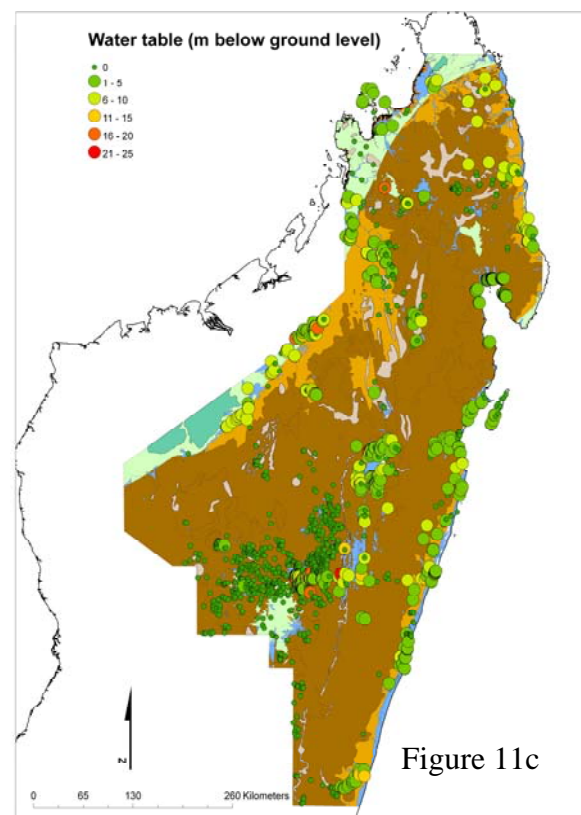 Water table (m below ground level)
0
1 - 5
6 - 10
11 - 15
16 - 20
21 - 25
N
Figure 11c
0 65 130 260 Kilometers